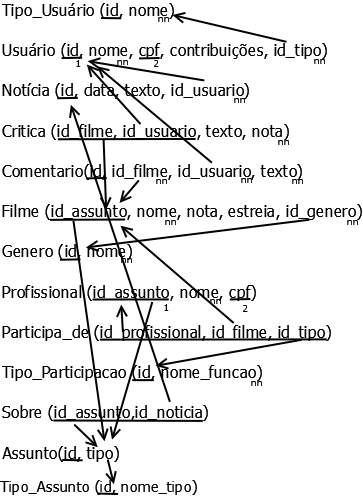 Tipo_Usuário (id, nome)
nn
Usuário (id, nome, cpf, contribuições, id_tipo)
1 nn 2 nn
Notícia (id, data, texto, id_usuario)
nn
Critica (id_filme, id_usuario, texto, nota)
nn
Comentario(id, id_filme, id_usuario, texto)
nn nn nn
Filme (id_assunto, nome, nota, estreia, id_genero)
nn nn
Genero (id, nome)
nn
Profissional (id_assunto, nome, cpf)
1 nn 2
Participa_de (id_profissional, id_filme, id_tipo)
Tipo_Participacao (id, nome_funcao)
nn
Sobre (id_assunto,id_noticia)
Assunto(id, tipo)
Tipo_Assunto (id, nome_tipo)